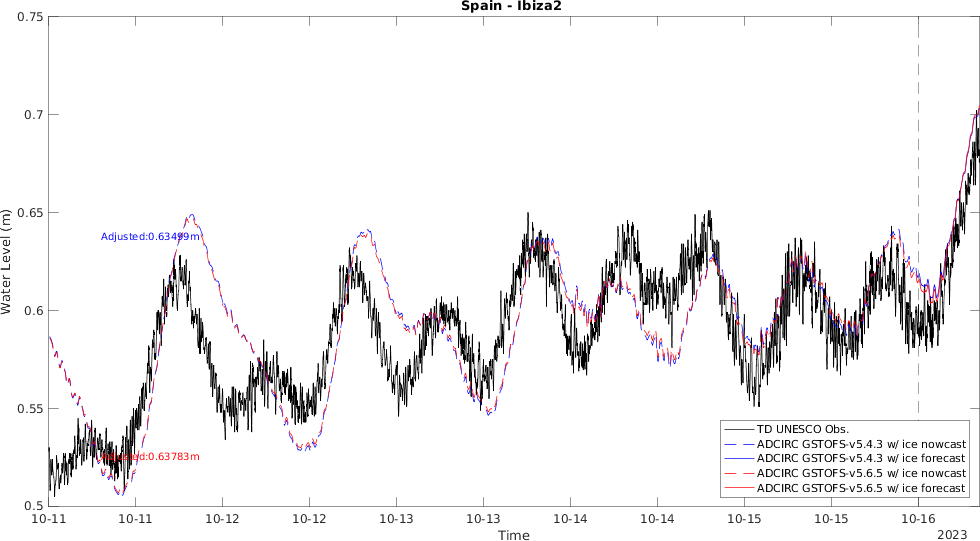 Spain - Ibiza2
0.75
0.7
0.65
0.6
0.55
0.5
Water Level (m)
Adjusted:0.63499m
Adjusted:0.63783m
TD UNESCO Obs.
ADCIRC GSTOFS-v5.4.3 w/ ice nowcast
ADCIRC GSTOFS-v5.4.3 w/ ice forecast
ADCIRC GSTOFS-v5.6.5 w/ ice nowcast
ADCIRC GSTOFS-v5.6.5 w/ ice forecast
10-11 10-11 10-12 10-12 10-13 10-13 10-14 10-14 10-15 10-15 10-16
Time
2023